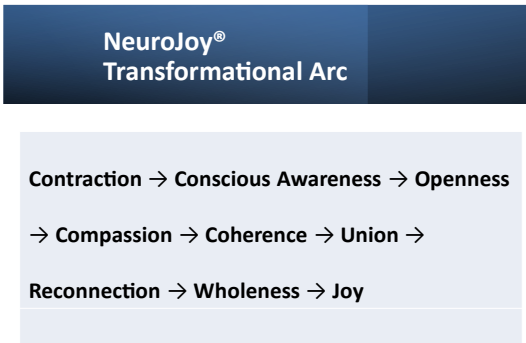 NeuroJoy®
Transformational Arc
Contraction → Conscious Awareness → Openness
→ Compassion → Coherence → Union →
Reconnection → Wholeness → Joy